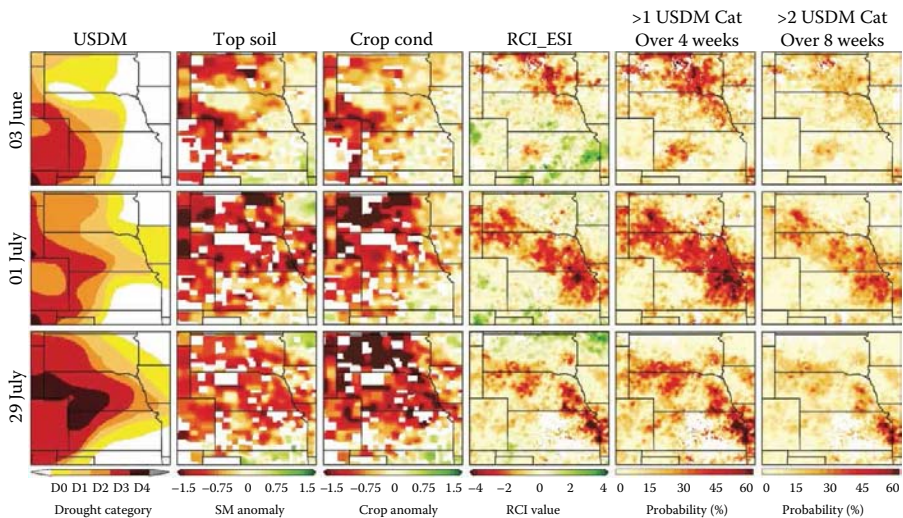 USDM
Top soil
Crop cond
RCI_ESI
>1 USDM Cat
Over 4 weeks
>2 USDM Cat
Over 8 weeks
03 June
01 July
29 July
D0 D1 D2 D3 D4
−1.5 −0.75 0 0.75 1.5
−1.5 −0.75 0 0.75 1.5
−4 −2 0 2 4
0 15 30 45 60
0 15 30 45 60
Drought category
SM anomaly
Crop anomaly
RCI value
Probability (%)
Probability (%)